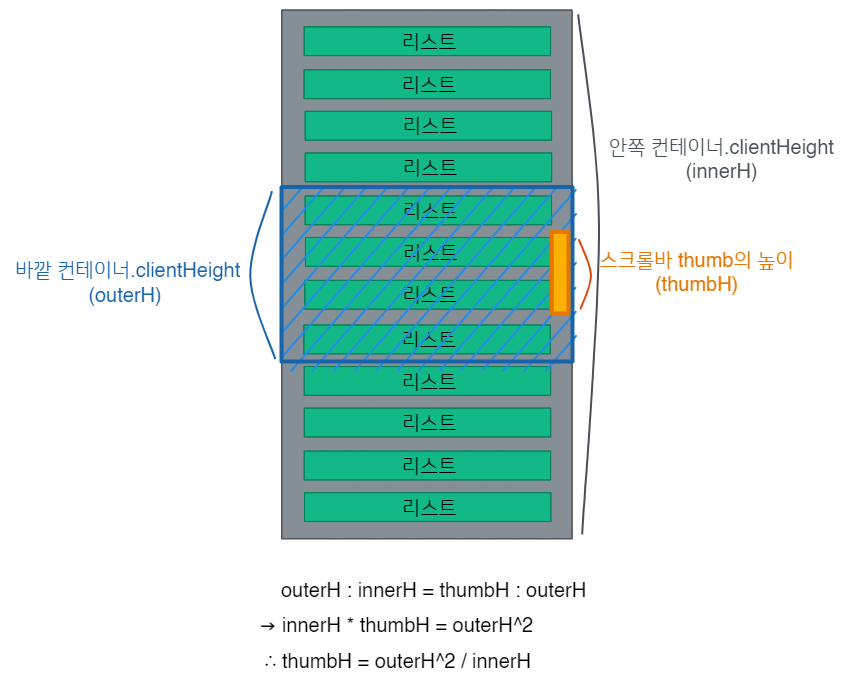 리스트
리스트
리스트
리스트
안쪽 컨테이너.clientHeight
(innerH)
리스트
리스트
리스트
리스트
바깥 컨테이너.clientHeight
(outerH)
스크롤바 thumb의 높이
(thumbH)
리스트
리스트
리스트
리스트
outerH : innerH = thumbH : outerH
→ innerH * thumbH = outerH^2
∴ thumbH = outerH^2 / innerH